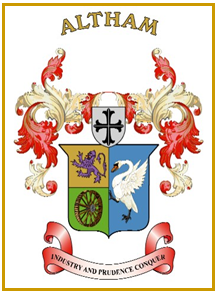 ALTHAM
INDUSTRY AND PRUDENCE CONQUER